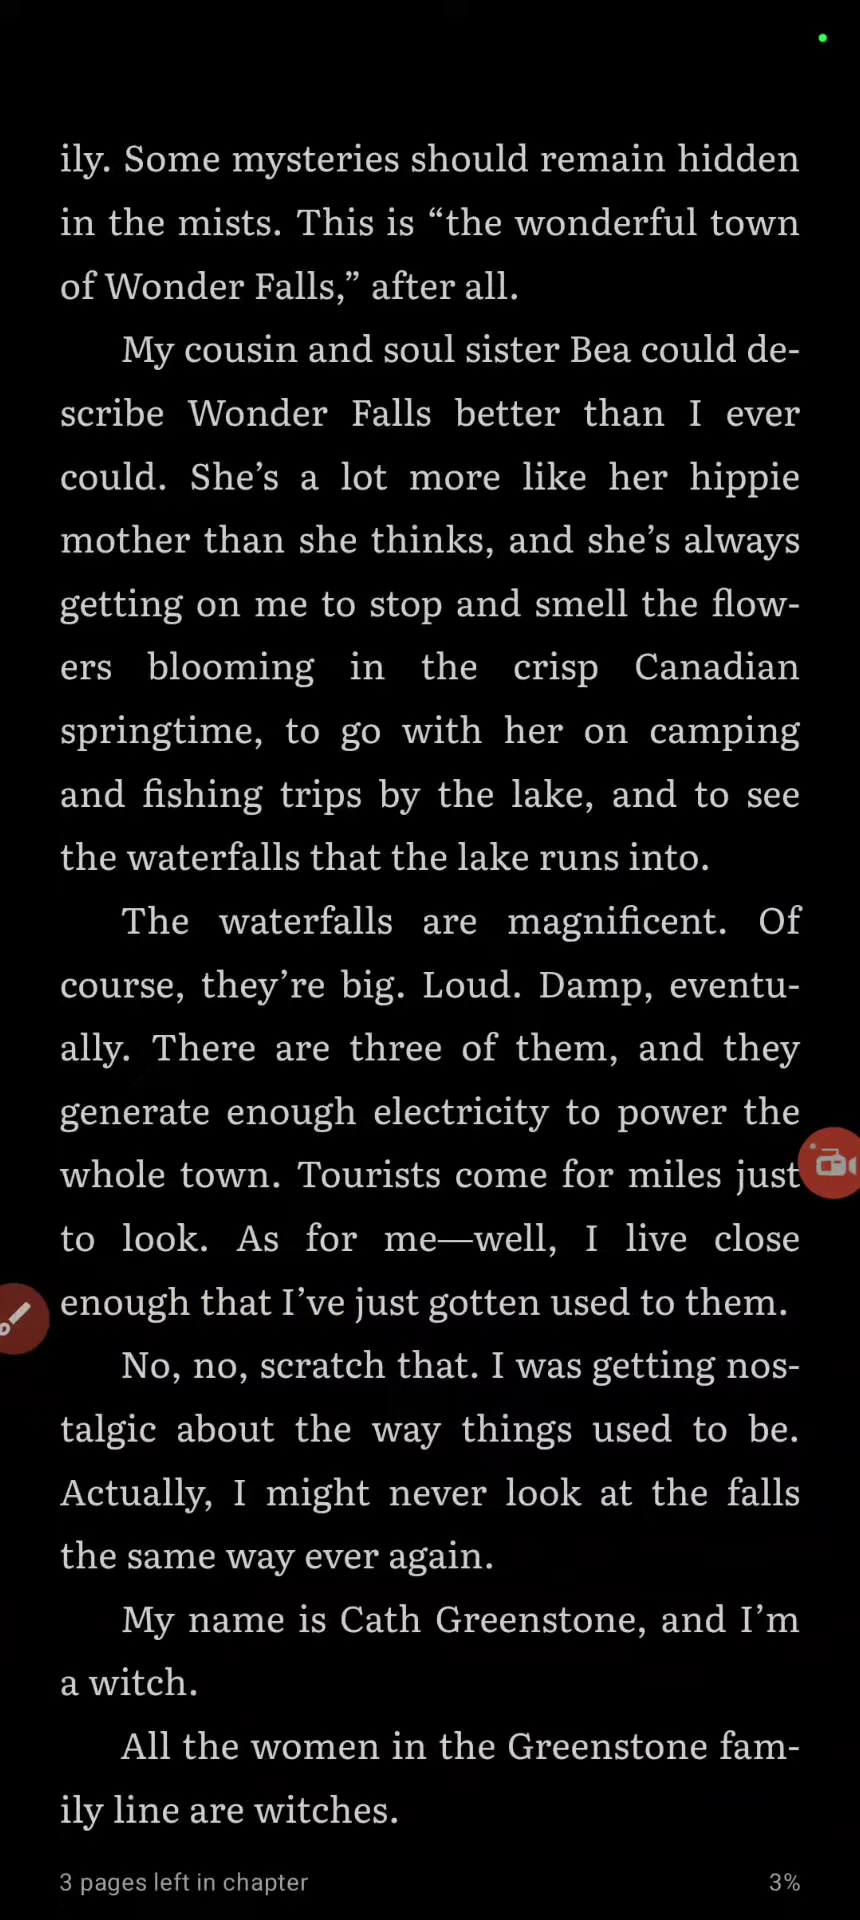 ily. Some mysteries should remain hidden
in the mists. This is “the wonderful town
of Wonder Falls,” after all.
My cousin and soul sister Bea could de-
scribe Wonder Falls better than I ever
could. She’s a lot more like her hippie
mother than she thinks, and she’s always
getting on me to stop and smell the flow-
ers blooming in the crisp Canadian
springtime, to go with her on camping
and fishing trips by the lake, and to see
the waterfalls that the lake runs into.
The waterfalls are magnificent. Of
course, they’re big. Loud. Damp, eventu-
ally. There are three of them, and they
generate enough electricity to power the
whole town. Tourists come for miles just
to look. As for me—well, I live close
enough that I’ve just gotten used to them.
No, no, scratch that. I was getting nos-
talgic about the way things used to be.
Actually, I might never look at the falls
the same way ever again.
My name is Cath Greenstone, and I’m
a witch.
All the women in the Greenstone fam-
ily line are witches.
3 pages left in chapter 3%